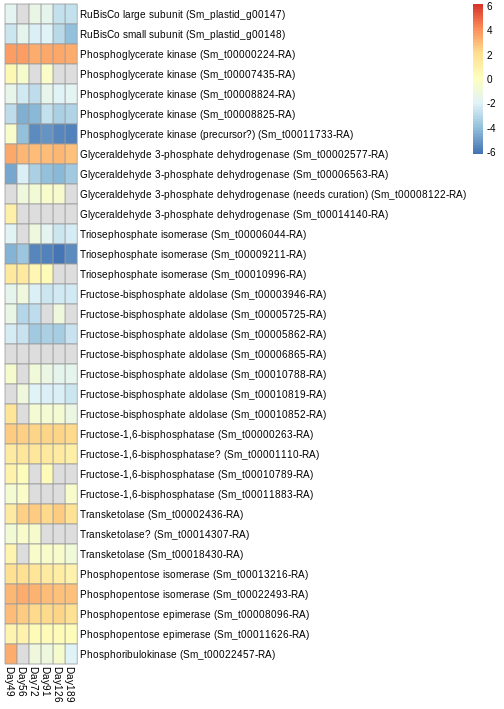 RuBisCo large subunit (Sm_plastid_g00147)
RuBisCo small subunit (Sm_plastid_g00148)
Phosphoglycerate kinase (Sm_t00000224-RA)
Phosphoglycerate kinase (Sm_t00007435-RA)
Phosphoglycerate kinase (Sm_t00008824-RA)
Phosphoglycerate kinase (Sm_t00008825-RA)
Phosphoglycerate kinase (precursor?) (Sm_t00011733-RA)
Glyceraldehyde 3-phosphate dehydrogenase (Sm_t00002577-RA)
Glyceraldehyde 3-phosphate dehydrogenase (Sm_t00006563-RA)
Glyceraldehyde 3-phosphate dehydrogenase (needs curation) (Sm_t00008122-RA)
Glyceraldehyde 3-phosphate dehydrogenase (Sm_t00014140-RA)
Triosephosphate isomerase (Sm_t00006044-RA)
Triosephosphate isomerase (Sm_t00009211-RA)
Triosephosphate isomerase (Sm_t00010996-RA)
Fructose-bisphosphate aldolase (Sm_t00003946-RA)
Fructose-bisphosphate aldolase (Sm_t00005725-RA)
Fructose-bisphosphate aldolase (Sm_t00005862-RA)
Fructose-bisphosphate aldolase (Sm_t00006865-RA)
Fructose-bisphosphate aldolase (Sm_t00010788-RA)
Fructose-bisphosphate aldolase (Sm_t00010819-RA)
Fructose-bisphosphate aldolase (Sm_t00010852-RA)
Fructose-1,6-bisphosphatase (Sm_t00000263-RA)
Fructose-1,6-bisphosphatase? (Sm_t00001110-RA)
Fructose-1,6-bisphosphatase (Sm_t00010789-RA)
Fructose-1,6-bisphosphatase (Sm_t00011883-RA)
Transketolase (Sm_t00002436-RA)
Transketolase? (Sm_t00014307-RA)
Transketolase (Sm_t00018430-RA)
Phosphopentose isomerase (Sm_t00013216-RA)
Phosphopentose isomerase (Sm_t00022493-RA)
Phosphopentose epimerase (Sm_t00008096-RA)
Phosphopentose epimerase (Sm_t00011626-RA)
Phosphoribulokinase (Sm_t00022457-RA)
Day49
Day56
Day72
Day91
Day126
Day189
6
4
2
0
-2
-4
-6